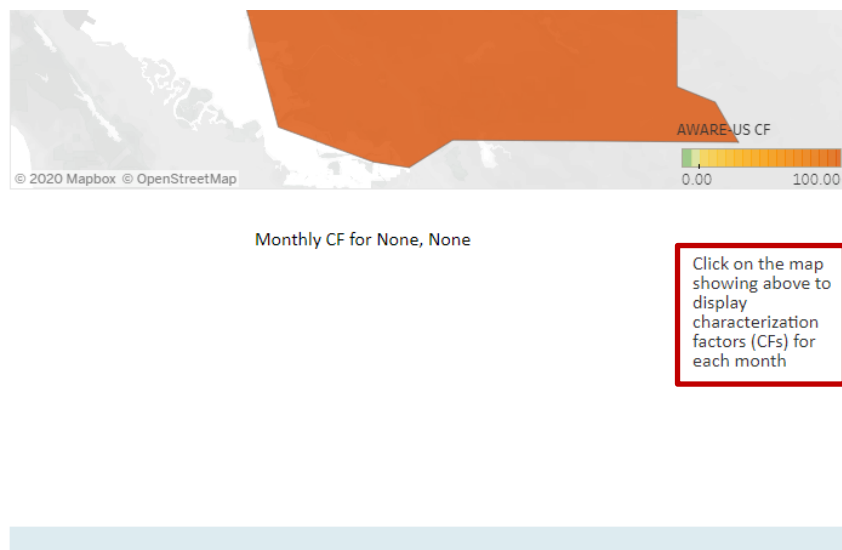 AWARE-US CF
0.00 100.00
© 2020 Mapbox © OpenStreetMap
Monthly CF for None, None
Click on the map
showing above to
display
characterization
factors (CFs) for
each month